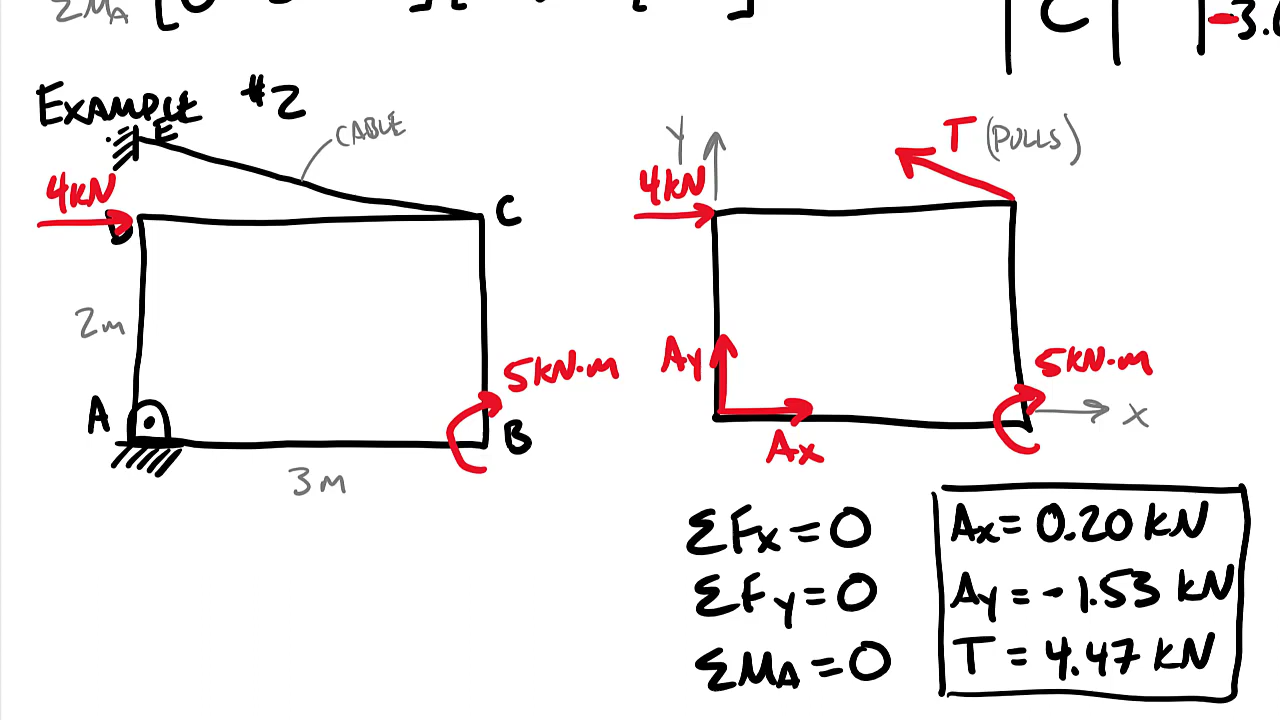 ΣMA [
| C | |-3.
EXAMPLE #2
E
CABLE
4kN
D
C
2m
5kN·m
A
B
3m
Y
T (PULLS)
4kN
Ay
Ax
5kN·m
X
ΣFx=0
ΣFy=0
ΣMA=0
Ax= 0.20 kN
Ay = -1.53 kN
T = 4.47 kN